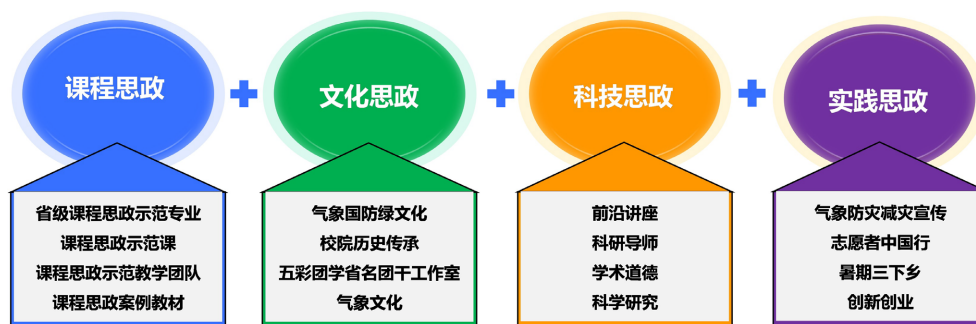 课程思政
省级课程思政示范专业
课程思政示范课
课程思政示范教学团队
课程思政案例教材
文化思政
气象国防绿文化
校院历史传承
五彩团学省名团干工作室
气象文化
科技思政
前沿讲座
科研导师
学术道德
科学研究
实践思政
气象防灾减灾宣传
志愿者中国行
暑期三下乡
创新创业